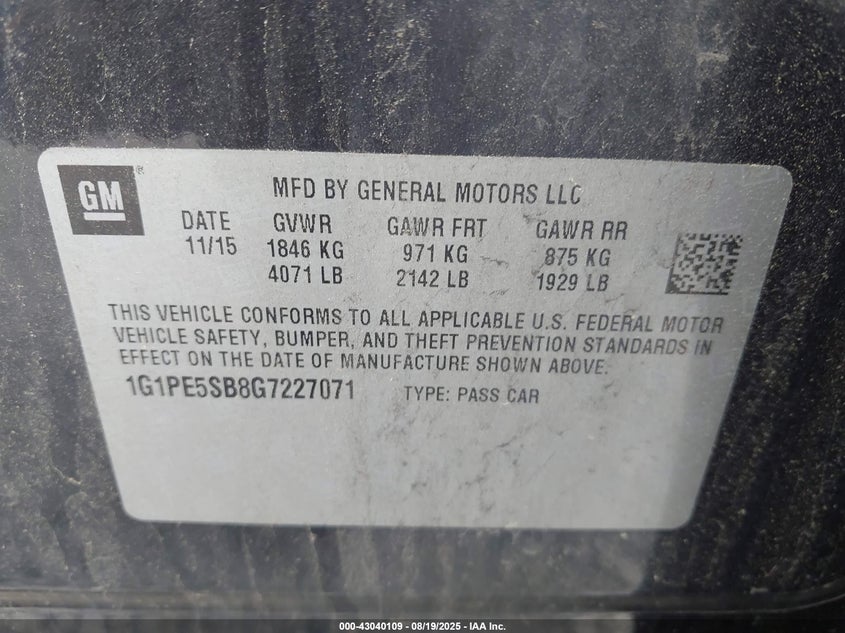 GM
MFD BY GENERAL MOTORS LLC
DATE GVWR GAWR FRT GAWR RR
11/15 1846 KG 971 KG 875 KG
4071 LB 2142 LB 1929 LB
THIS VEHICLE CONFORMS TO ALL APPLICABLE U.S. FEDERAL MOTOR
VEHICLE SAFETY, BUMPER, AND THEFT PREVENTION STANDARDS IN
EFFECT ON THE DATE OF MANUFACTURE SHOWN ABOVE.
1G1PE5SB8G7227071 TYPE: PASS CAR
000-43040109 - 08/19/2025 - IAA Inc.